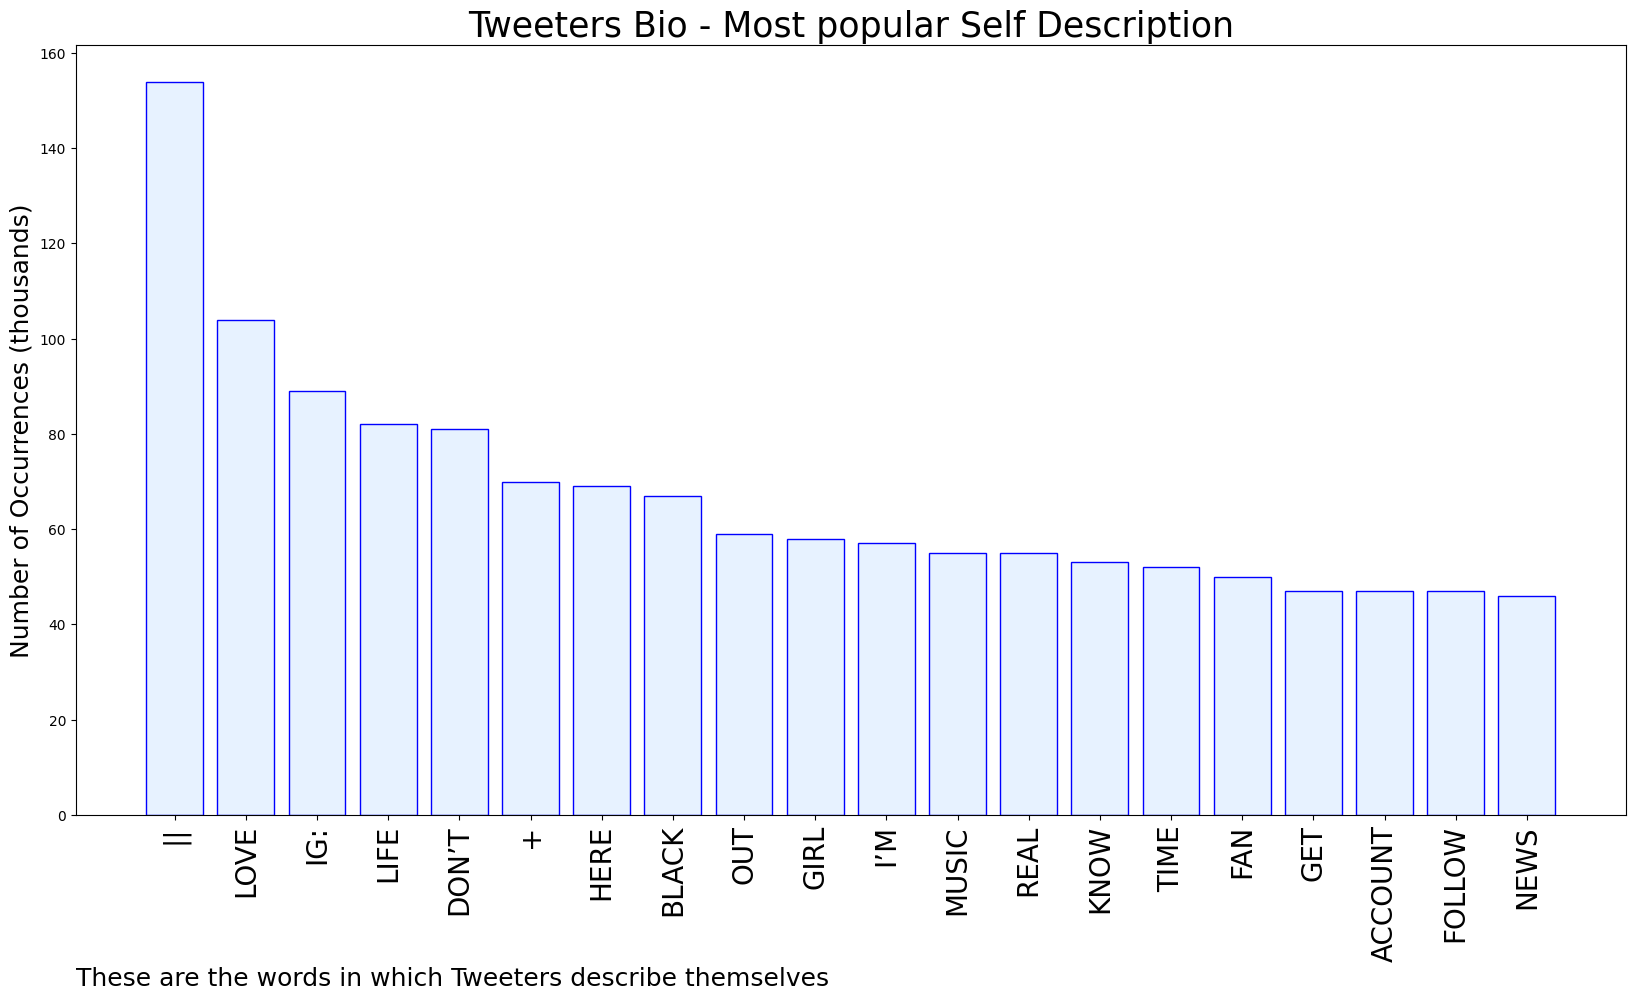 Tweeters Bio - Most popular Self Description
Number of Occurrences (thousands)
160
140
120
100
80
60
40
20
0
||
LOVE
IG:
LIFE
DON’T
+
HERE
BLACK
OUT
GIRL
I’M
MUSIC
REAL
KNOW
TIME
FAN
GET
ACCOUNT
FOLLOW
NEWS
These are the words in which Tweeters describe themselves